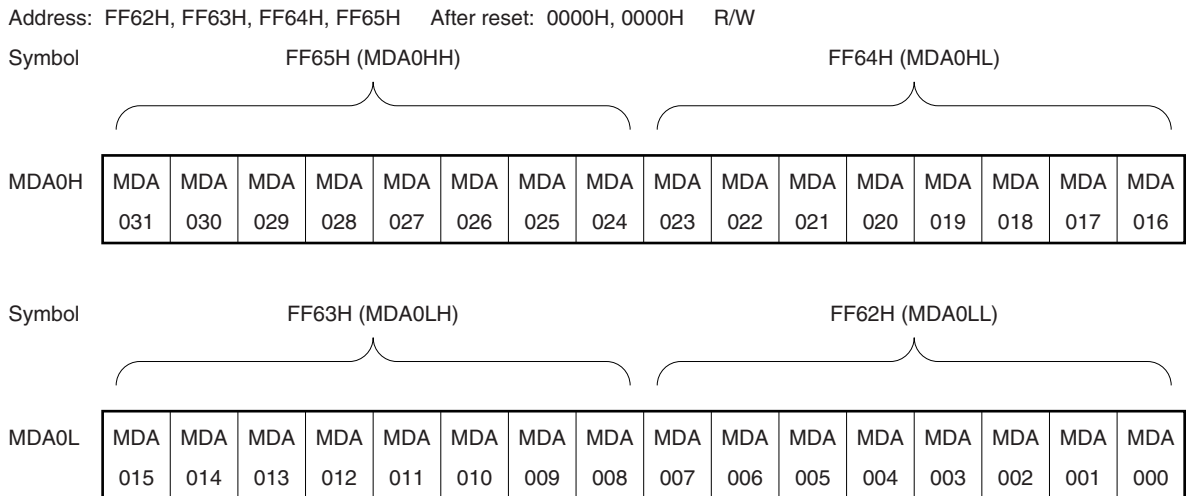 Address: FF62H, FF63H, FF64H, FF65H After reset: 0000H, 0000H R/W
Symbol FF65H (MDA0HH) FF64H (MDA0HL)
MDA0H MDA MDA MDA MDA MDA MDA MDA MDA MDA MDA MDA MDA MDA MDA MDA MDA
031 030 029 028 027 026 025 024 023 022 021 020 019 018 017 016
Symbol FF63H (MDA0LH) FF62H (MDA0LL)
MDA0L MDA MDA MDA MDA MDA MDA MDA MDA MDA MDA MDA MDA MDA MDA MDA MDA
015 014 013 012 011 010 009 008 007 006 005 004 003 002 001 000